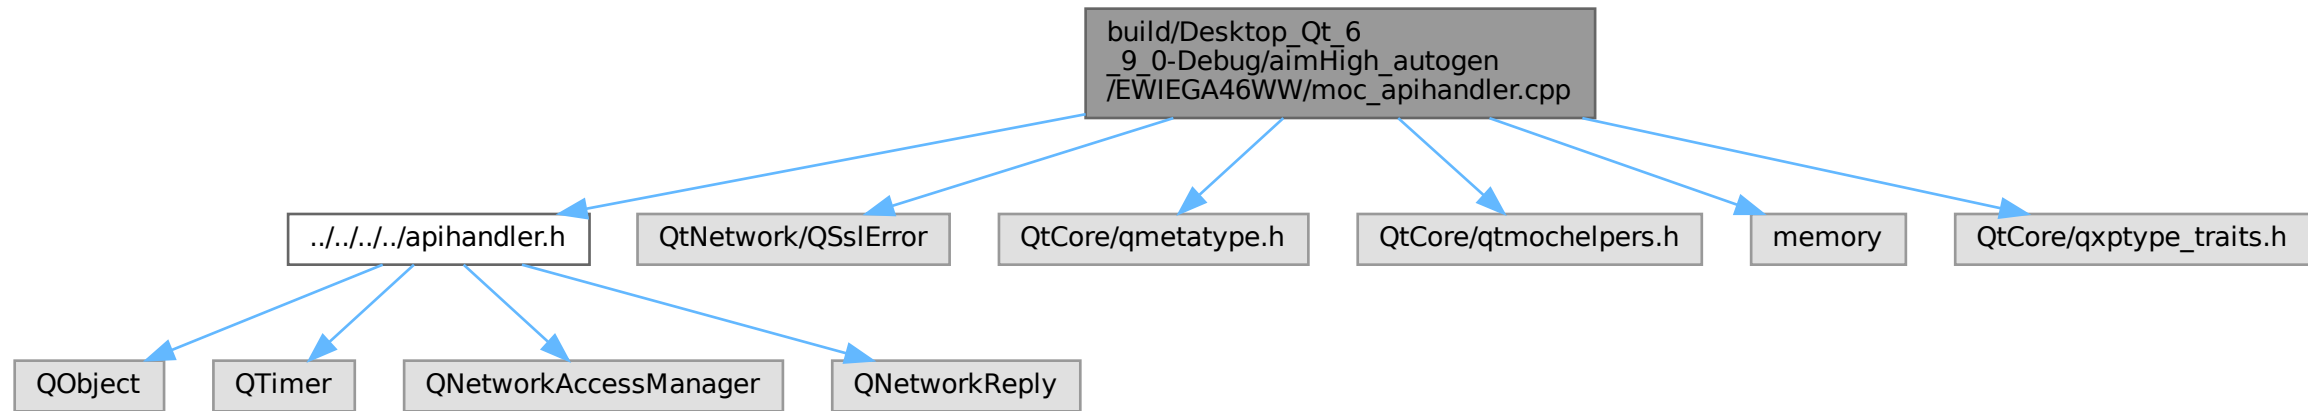 build/Desktop_Qt_6
_9_0-Debug/aimHigh_autogen
/EWIEGA46WW/moc_apihandler.cpp
../../../../apihandler.h
QtNetwork/QSslError
QtCore/qmetatype.h
QtCore/qtmochelpers.h
memory
QtCore/qxptype_traits.h
QObject
QTimer
QNetworkAccessManager
QNetworkReply